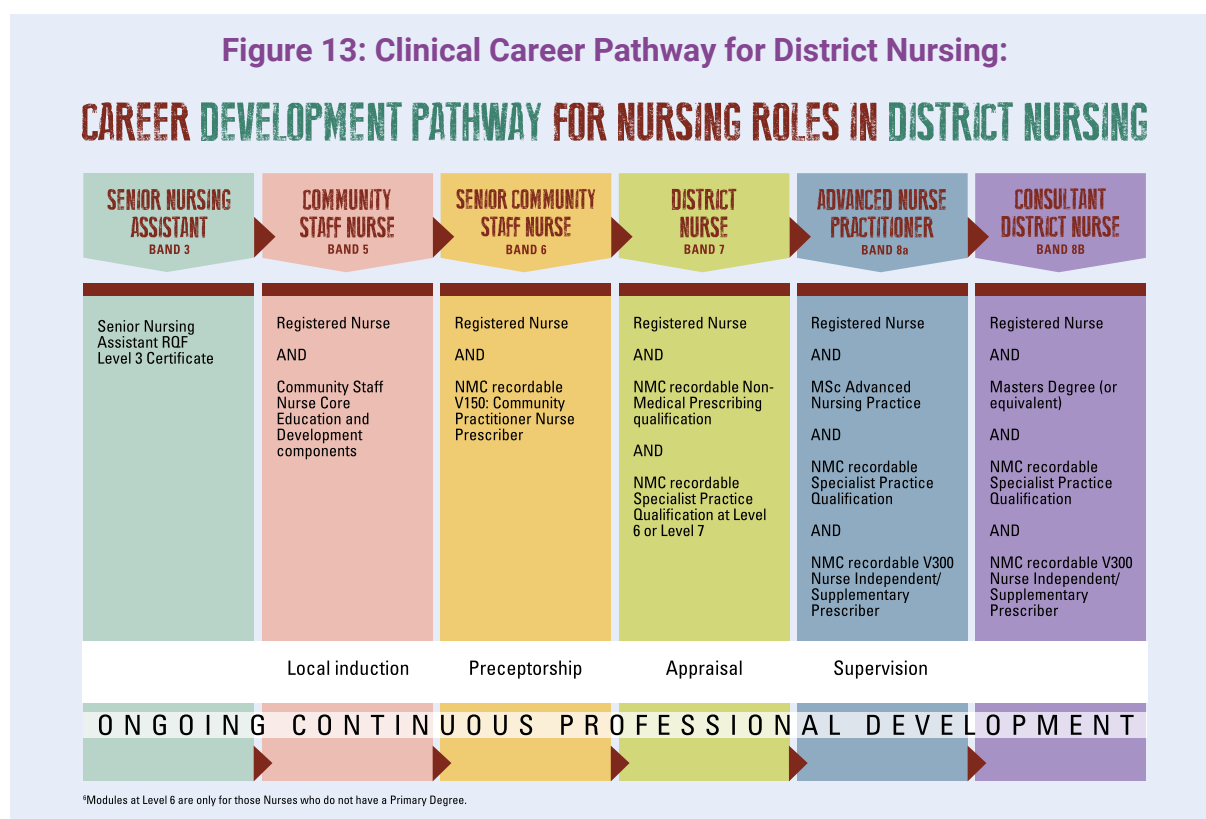 Figure 13: Clinical Career Pathway for District Nursing:
CAREER DEVELOPMENT PATHWAY FOR NURSING ROLES IN DISTRICT NURSING
SENIOR NURSING
ASSISTANT
BAND 3
COMMUNITY
STAFF NURSE
BAND 5
SENIOR COMMUNITY
STAFF NURSE
BAND 6
DISTRICT
NURSE
BAND 7
ADVANCED NURSE
PRACTITIONER
BAND 8a
CONSULTANT
DISTRICT NURSE
BAND 8B
Senior Nursing
Assistant RQF
Level 3 Certificate
Registered Nurse
AND
Community Staff
Nurse Core
Education and
Development
components
Registered Nurse
AND
NMC recordable
V150: Community
Practitioner Nurse
Prescriber
Registered Nurse
AND
NMC recordable Non-
Medical Prescribing
qualification
AND
NMC recordable
Specialist Practice
Qualification at Level
6 or Level 7
Registered Nurse
AND
MSc Advanced
Nursing Practice
AND
NMC recordable
Specialist Practice
Qualification
AND
NMC recordable V300
Nurse Independent/
Supplementary
Prescriber
Registered Nurse
AND
Masters Degree (or
equivalent)
AND
NMC recordable
Specialist Practice
Qualification
AND
NMC recordable V300
Nurse Independent/
Supplementary
Prescriber
Local induction Preceptorship Appraisal Supervision
ONGOING CONTINUOUS PROFESSIONAL DEVELOPMENT
⁶Modules at Level 6 are only for those Nurses who do not have a Primary Degree.